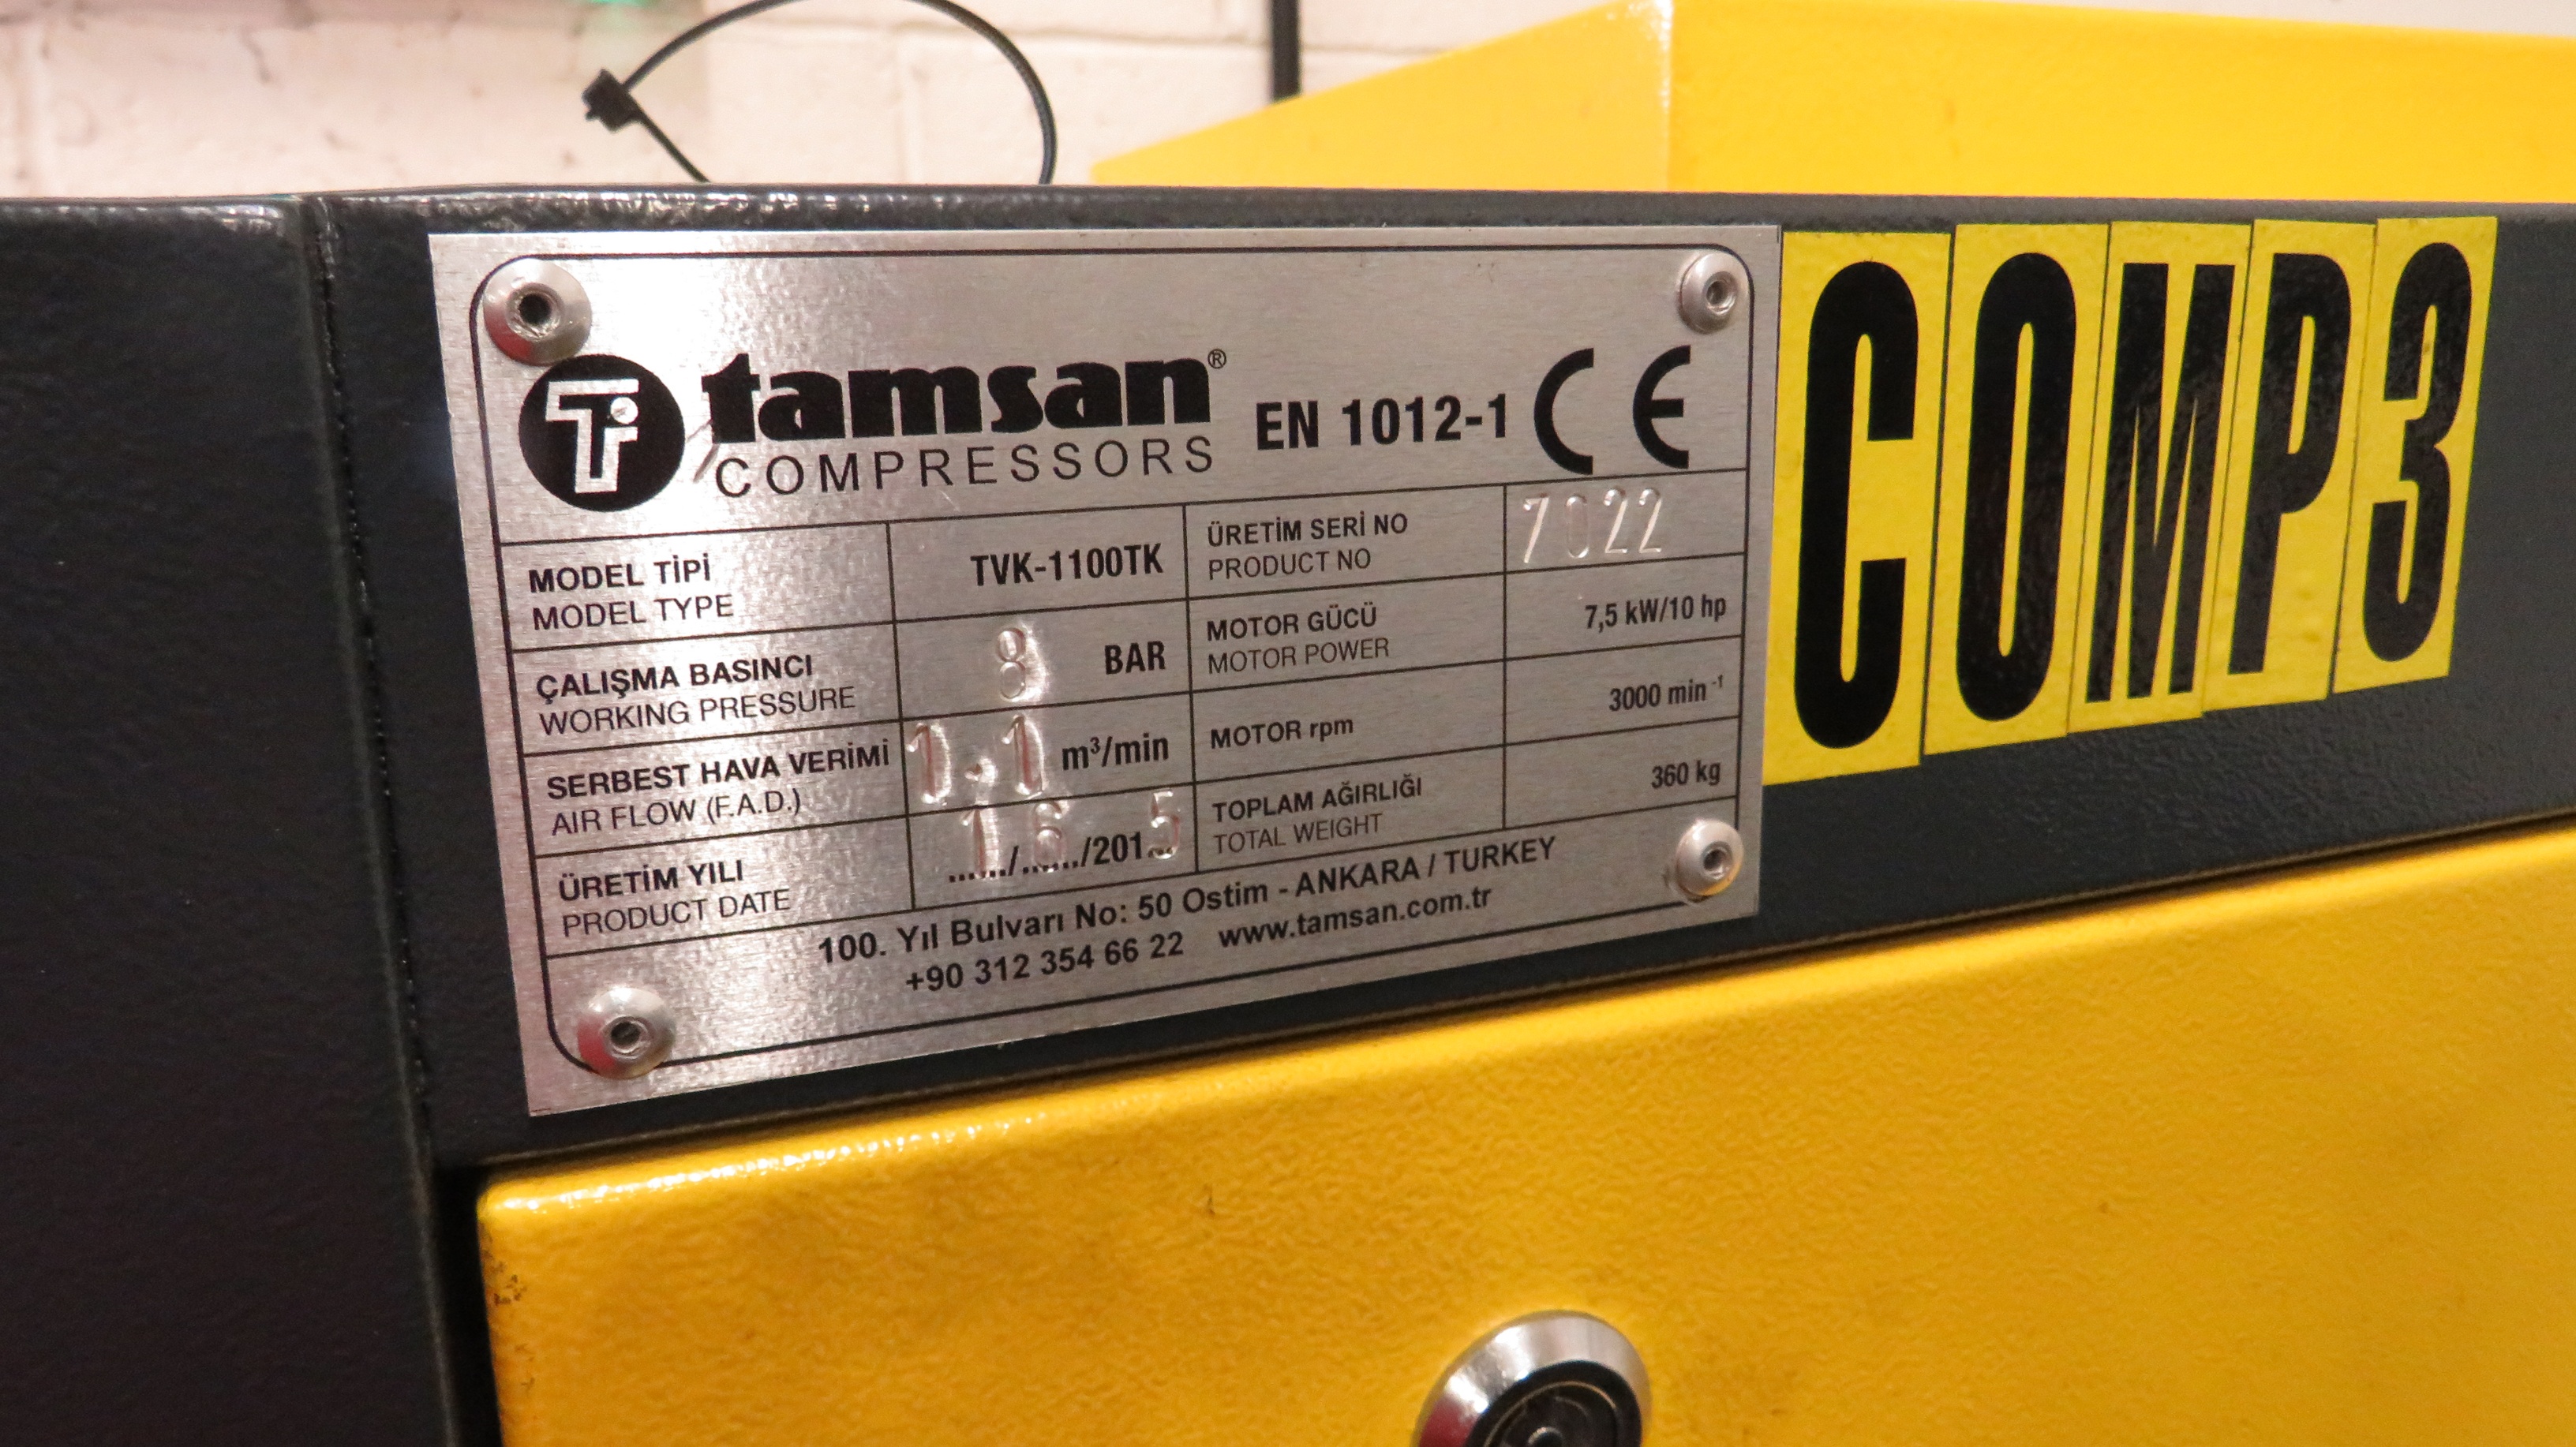 Ti tamsan®
COMPRESSORS
EN 1012-1 CE
MODEL TİPİ
MODEL TYPE
TVK-1100TK
ÜRETİM SERİ NO
PRODUCT NO
7022
ÇALIŞMA BASINCI
WORKING PRESSURE
8 BAR
MOTOR GÜCÜ
MOTOR POWER
7,5 kW/10 hp
SERBEST HAVA VERİMİ
AIR FLOW (F.A.D.)
1,1 m³/min
MOTOR rpm
3000 min⁻¹
ÜRETİM YILI
PRODUCT DATE
1/6/2015
TOPLAM AĞIRLIĞI
TOTAL WEIGHT
360 kg
100. Yıl Bulvarı No: 50 Ostim - ANKARA / TURKEY
+90 312 354 66 22 www.tamsan.com.tr
COMP3